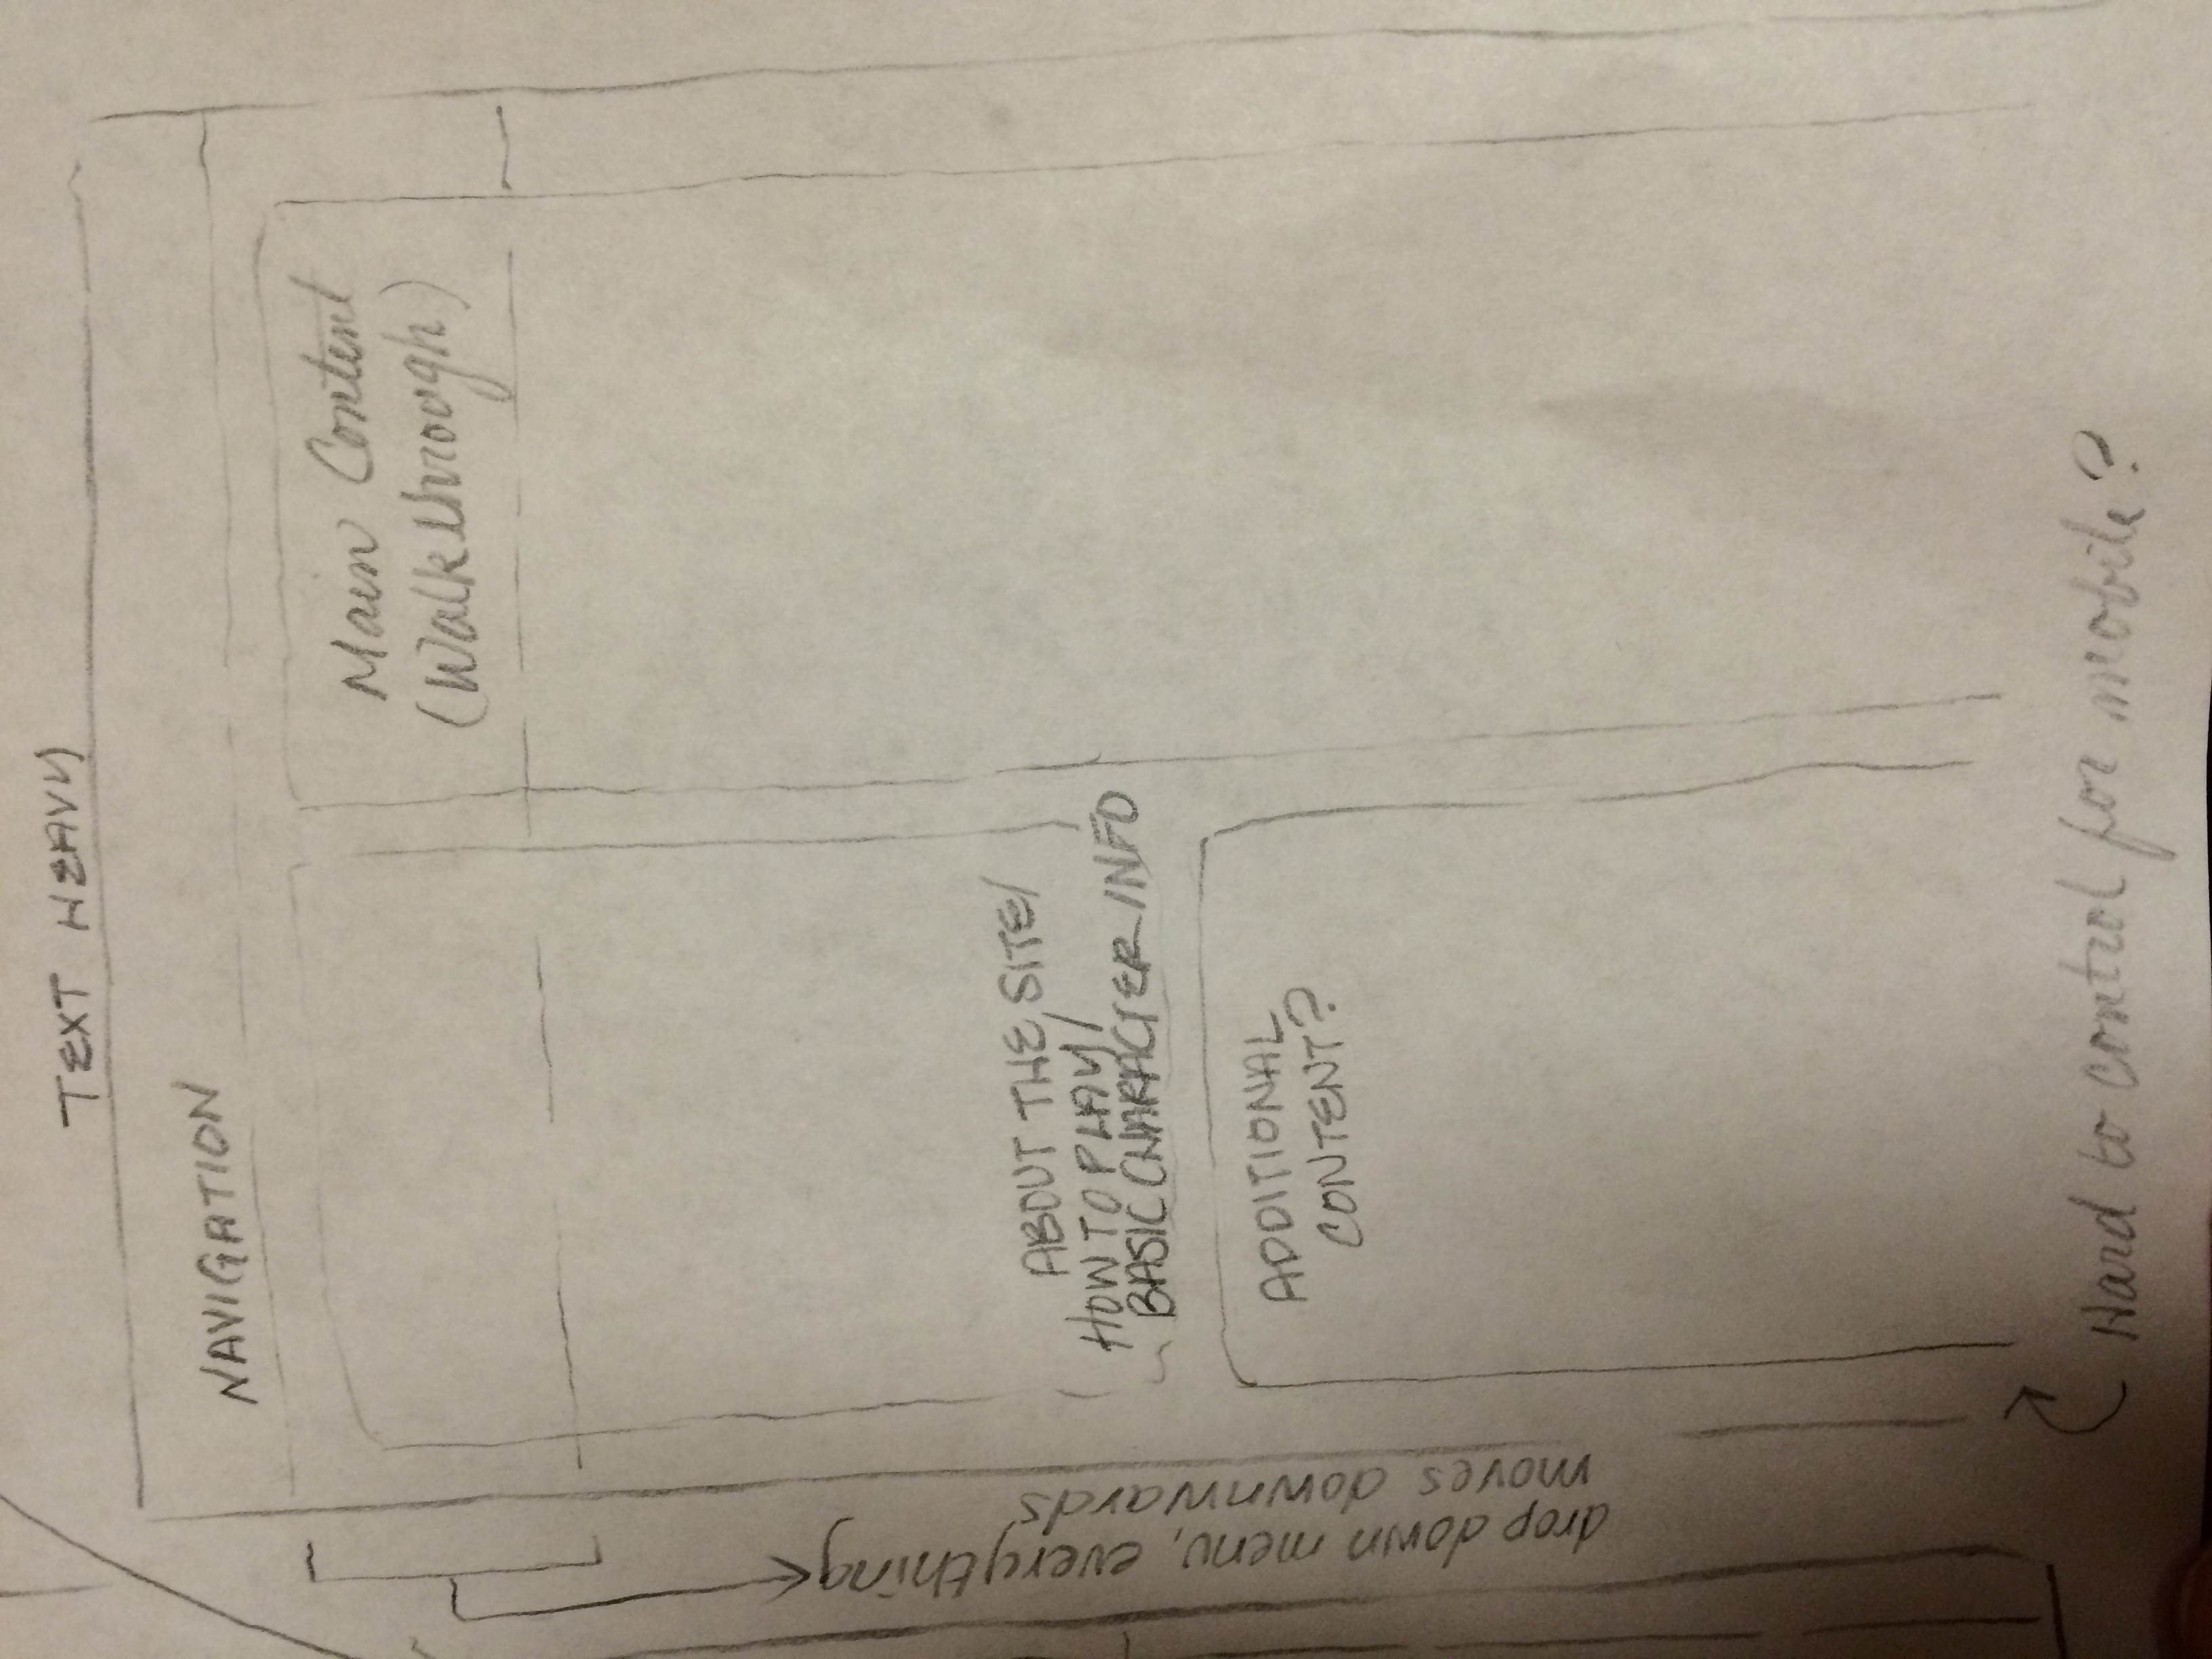 TEXT HEAVY
NAVIGATION
Main Content
(Walkthrough)
ABOUT THE SITE/
HOW TO PLAY/
BASIC CHARACTER INFO
ADDITIONAL
CONTENT?
drop down menu, everything
moves downwards
Hard to control for mobile?